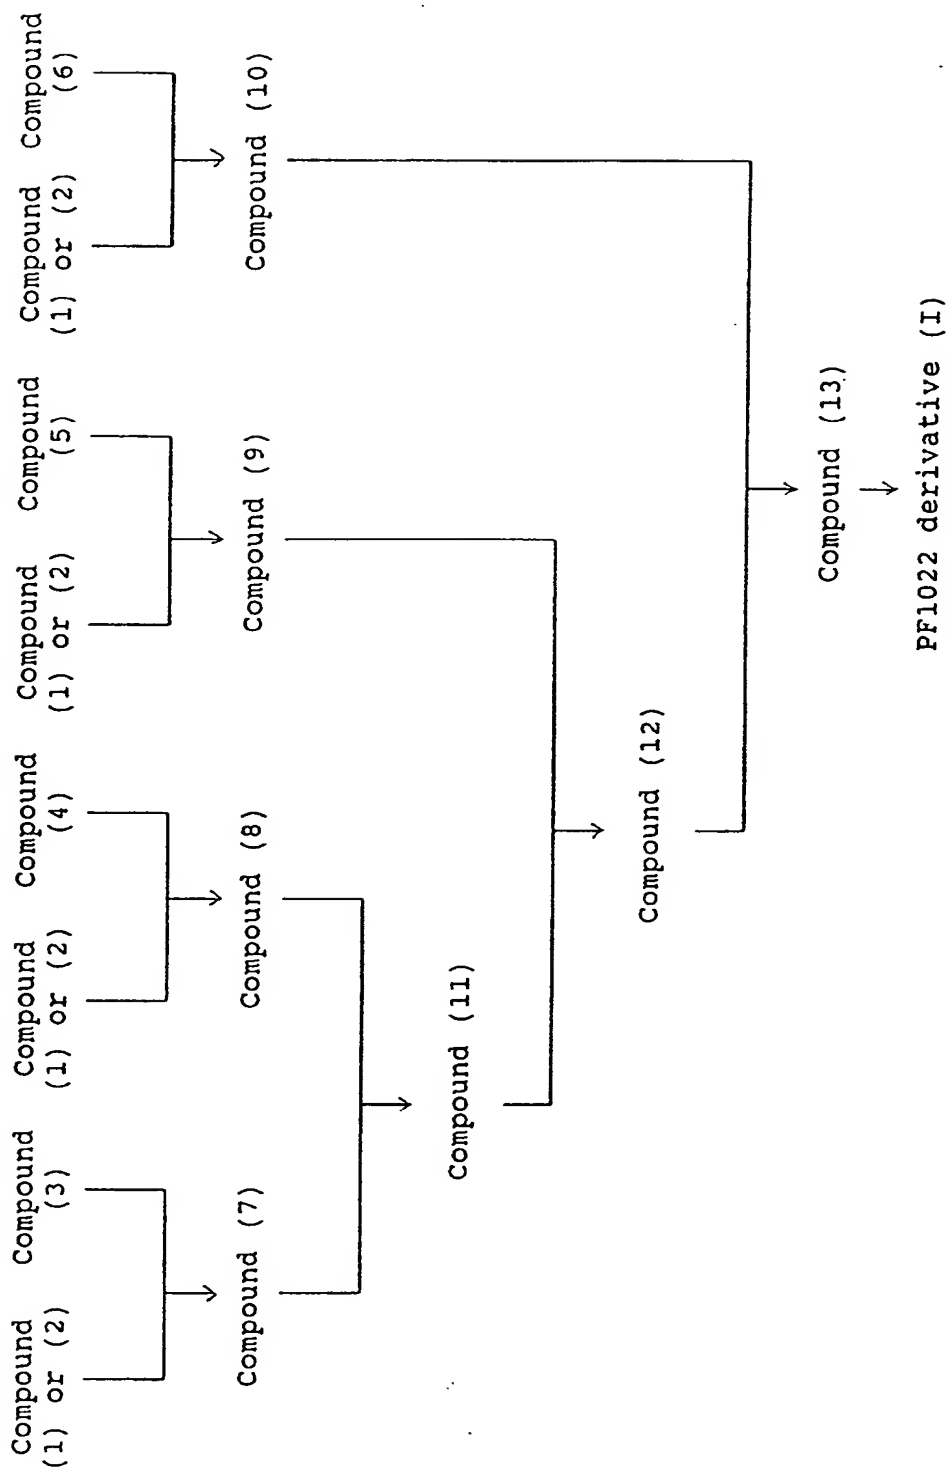 Compound
(1) or (2)
Compound
(3)
Compound
(1) or (2)
Compound
(4)
Compound
(1) or (2)
Compound
(5)
Compound
(1) or (2)
Compound
(6)
Compound (7)
Compound (8)
Compound (9)
Compound (10)
Compound (11)
Compound (12)
Compound (13)
PF1022 derivative (I)